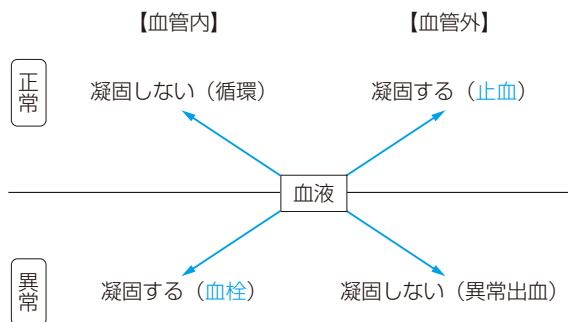 【血管内】 【血管外】
正常
凝固しない（循環） 凝固する（止血）
血液
異常
凝固する（血栓） 凝固しない（異常出血）